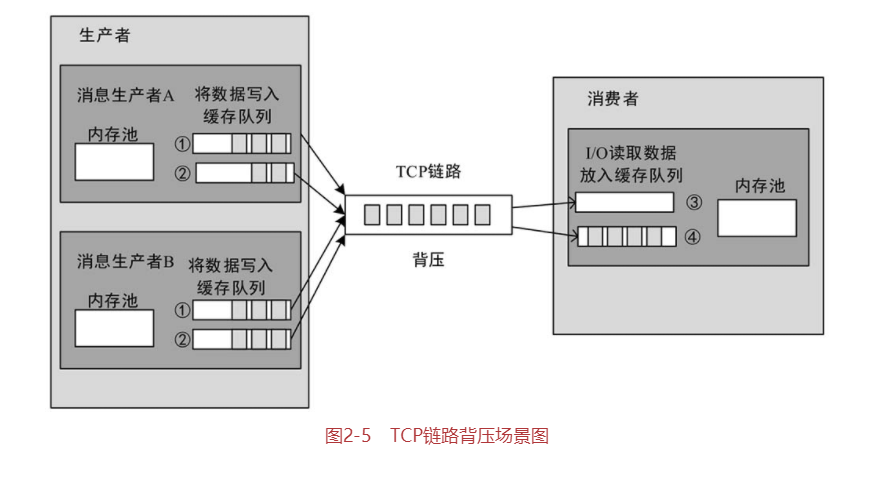 生产者
消息生产者A
将数据写入
缓存队列
内存池
①
②
消息生产者B
将数据写入
缓存队列
内存池
①
②
TCP链路
背压
消费者
I/O读取数据
放入缓存队列
内存池
③
④
图2-5 TCP链路背压场景图